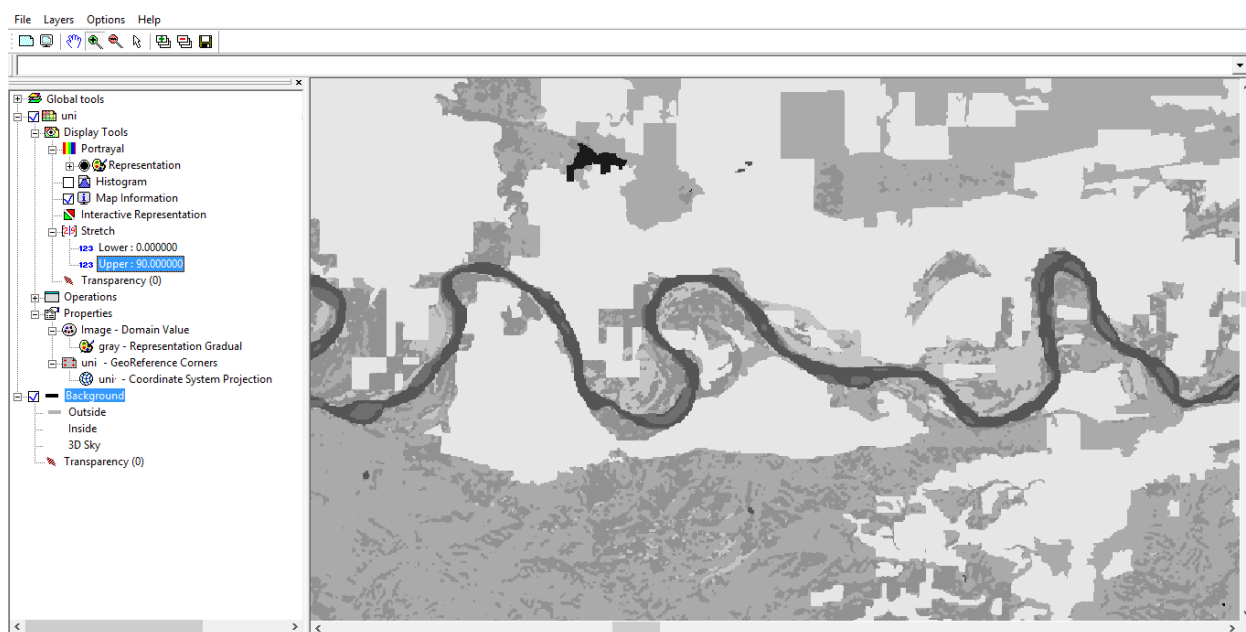 File Layers Options Help
Global tools
uni
Display Tools
Portrayal
Representation
Histogram
Map Information
Interactive Representation
Stretch
123 Lower : 0.000000
123 Upper : 90.000000
Transparency (0)
Operations
Properties
Image - Domain Value
gray - Representation Gradual
uni - GeoReference Corners
uni - Coordinate System Projection
Background
Outside
Inside
3D Sky
Transparency (0)